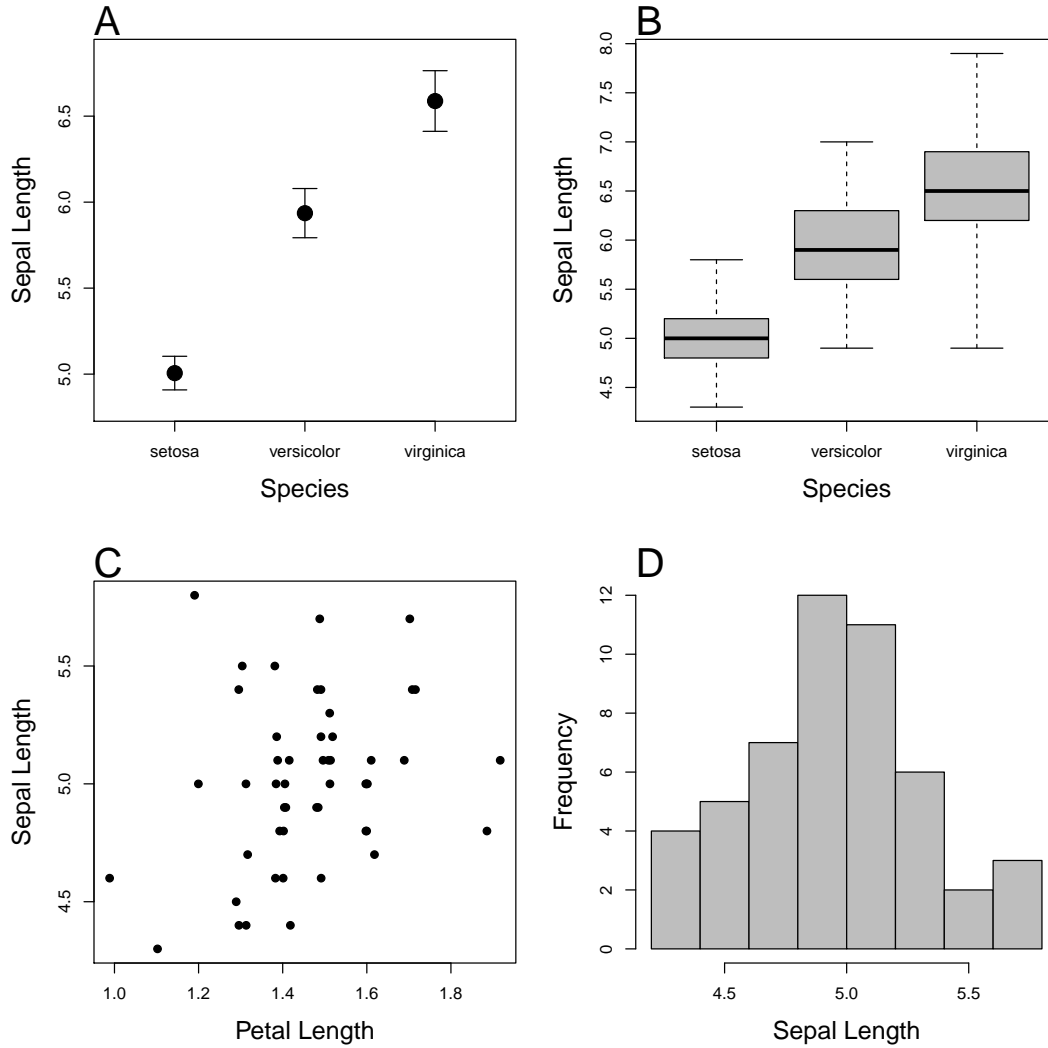 A
Sepal Length
6.5
6.0
5.5
5.0
setosa versicolor virginica
Species
B
Sepal Length
8.0
7.5
7.0
6.5
6.0
5.5
5.0
4.5
setosa versicolor virginica
Species
C
Sepal Length
5.5
5.0
4.5
1.0 1.2 1.4 1.6 1.8
Petal Length
D
Frequency
12
10
8
6
4
2
0
4.5 5.0 5.5
Sepal Length